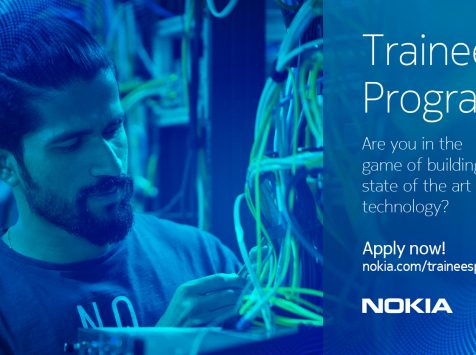 Trainee
Progra
Are you in the
game of building
state of the art
technology?
Apply now!
nokia.com/traineesp
NOKIA
NO